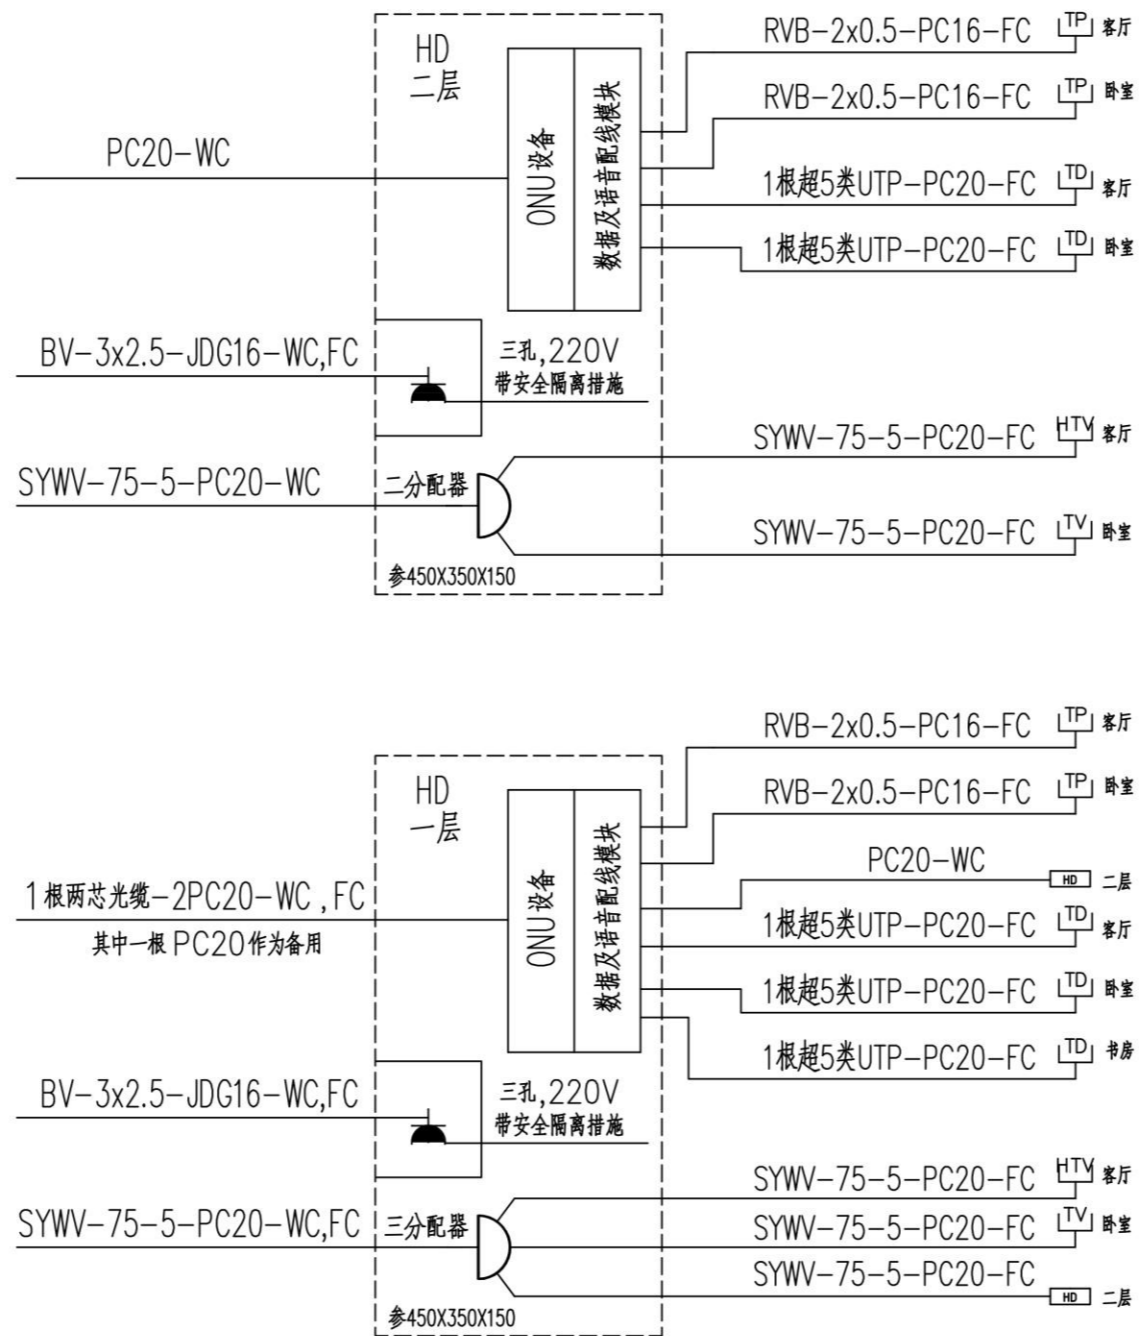 HD
二层
RVB-2x0.5-PC16-FC TP 客厅
RVB-2x0.5-PC16-FC TP 卧室
PC20-WC
ONU设备
数据及语音配线模块
1根超5类UTP-PC20-FC TD 客厅
1根超5类UTP-PC20-FC TD 卧室
BV-3x2.5-JDG16-WC,FC
三孔,220V
带安全隔离措施
SYWV-75-5-PC20-FC HTV 客厅
SYWV-75-5-PC20-WC
二分配器
SYWV-75-5-PC20-FC TV 卧室
参450X350X150
HD
一层
RVB-2x0.5-PC16-FC TP 客厅
RVB-2x0.5-PC16-FC TP 卧室
PC20-WC HD 二层
1根两芯光缆-2PC20-WC,FC
其中一根PC20作为备用
ONU设备
数据及语音配线模块
1根超5类UTP-PC20-FC TD 客厅
1根超5类UTP-PC20-FC TD 卧室
1根超5类UTP-PC20-FC TD 书房
BV-3x2.5-JDG16-WC,FC
三孔,220V
带安全隔离措施
SYWV-75-5-PC20-FC HTV 客厅
SYWV-75-5-PC20-WC,FC
三分配器
SYWV-75-5-PC20-FC TV 卧室
SYWV-75-5-PC20-FC HD 二层
参450X350X150